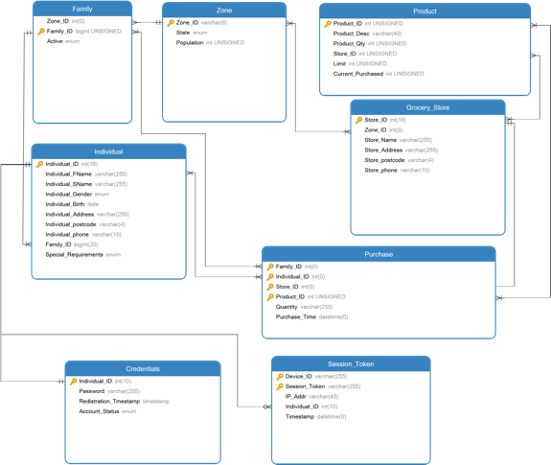 Family
Zone_ID: int(0)
Family_ID: bigint UNSIGNED
Active: enum
Zone
Zone_ID: varchar(6)
State: enum
Population: int UNSIGNED
Product
Product_ID: int UNSIGNED
Product_Desc: varchar(40)
Product_Qty: int UNSIGNED
Store_ID: int UNSIGNED
Limit: int UNSIGNED
Current_Purchased: int UNSIGNED
Grocery_Store
Store_ID: int(16)
Zone_ID: int(0)
Store_Name: varchar(255)
Store_Address: varchar(255)
Store_postcode: varchar(4)
Store_phone: varchar(10)
Individual
Individual_ID: int(16)
Individual_FName: varchar(255)
Individual_SName: varchar(255)
Individual_Gender: enum
Individual_Birth: date
Individual_Address: varchar(255)
Individual_postcode: varchar(4)
Individual_phone: varchar(10)
Family_ID: bigint(20)
Special_Requirements: enum
Purchase
Family_ID: int(0)
Individual_ID: int(0)
Store_ID: int(0)
Product_ID: int UNSIGNED
Quantity: varchar(255)
Purchase_Time: datetime(0)
Credentials
Individual_ID: int(10)
Password: varchar(255)
Redistration_Tmestamp: timestamp
Account_Status: enum
Session_Token
Device_ID: varchar(255)
Session_Token: varchar(255)
IP_Addr: varchar(45)
Individual_ID: int(10)
Timestamp: datetime(0)